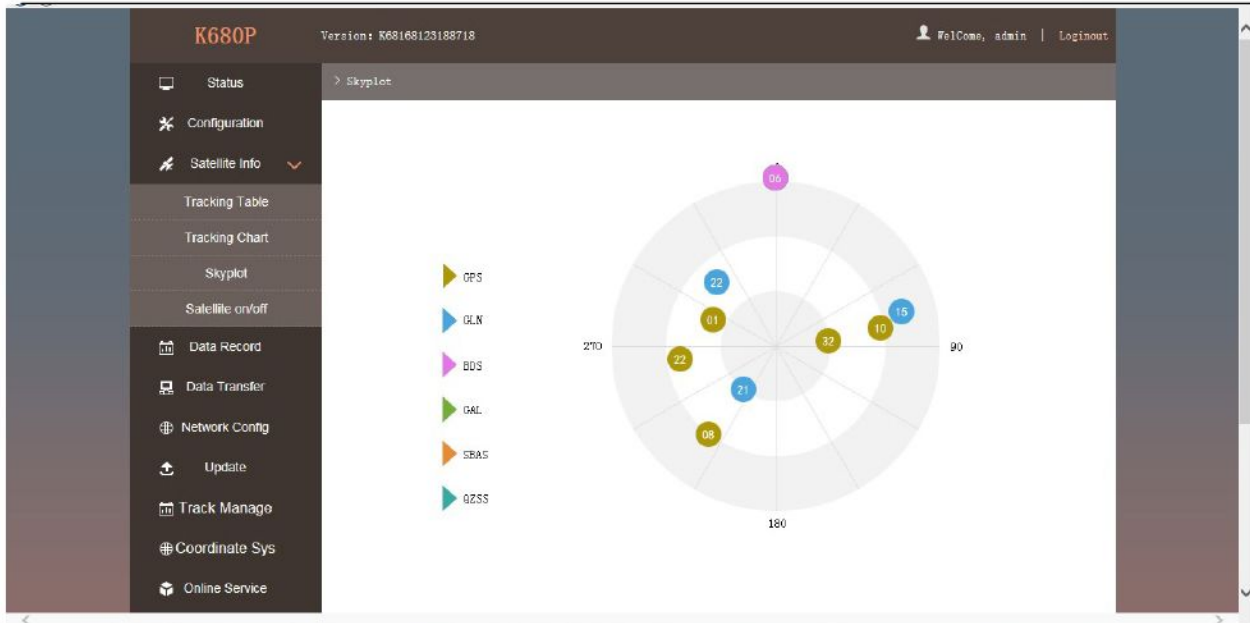 K680P
Version: K68168123188718
WelCome, admin | Loginout
Status
> Skyplot
Configuration
Satellite Info
Tracking Table
Tracking Chart
Skyplot
Satellite on/off
Data Record
Data Transfer
Network Config
Update
Track Manage
Coordinate Sys
Online Service
GPS
GLN
BDS
GAL
SBAS
QZSS
06
22
01
15
10
32
270
90
22
21
08
180